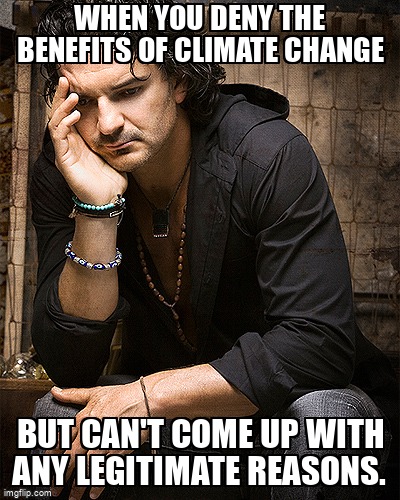 WHEN YOU DENY THE
BENEFITS OF CLIMATE CHANGE
BUT CAN'T COME UP WITH
ANY LEGITIMATE REASONS.
imgflip.com